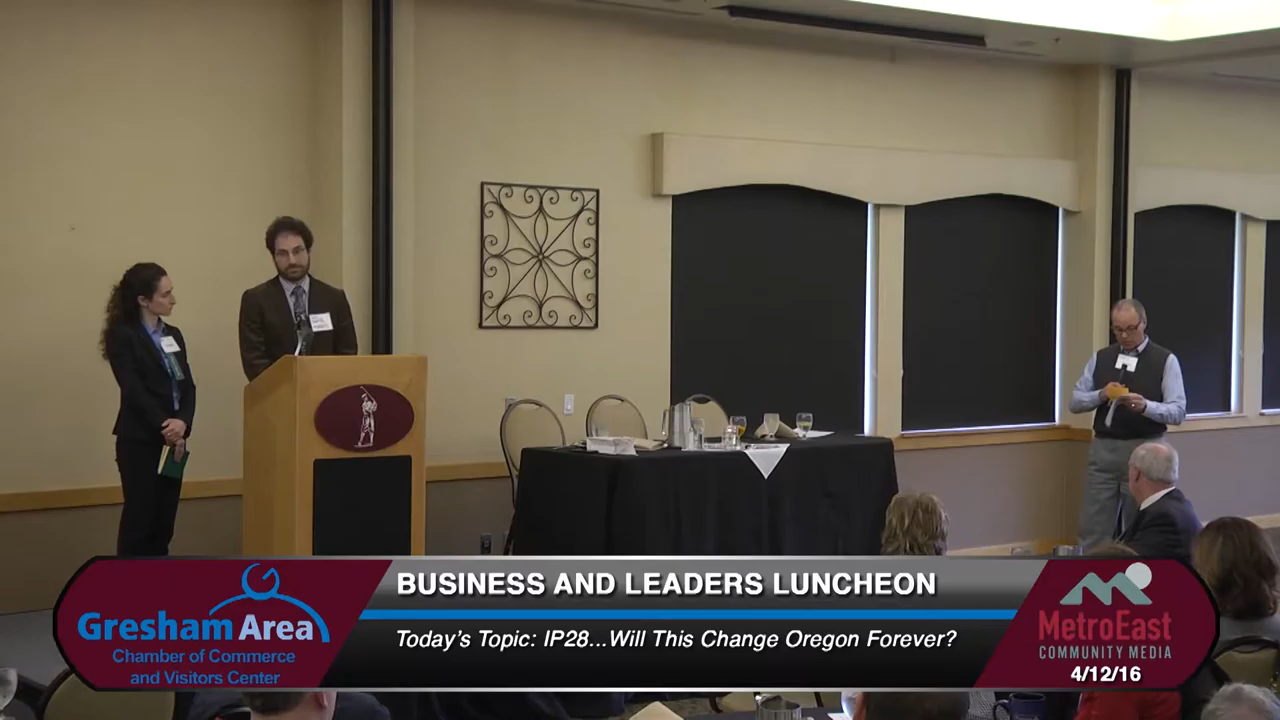 BUSINESS AND LEADERS LUNCHEON
Today's Topic: IP28...Will This Change Oregon Forever?
Gresham Area
Chamber of Commerce
and Visitors Center
MetroEast
COMMUNITY MEDIA
4/12/16